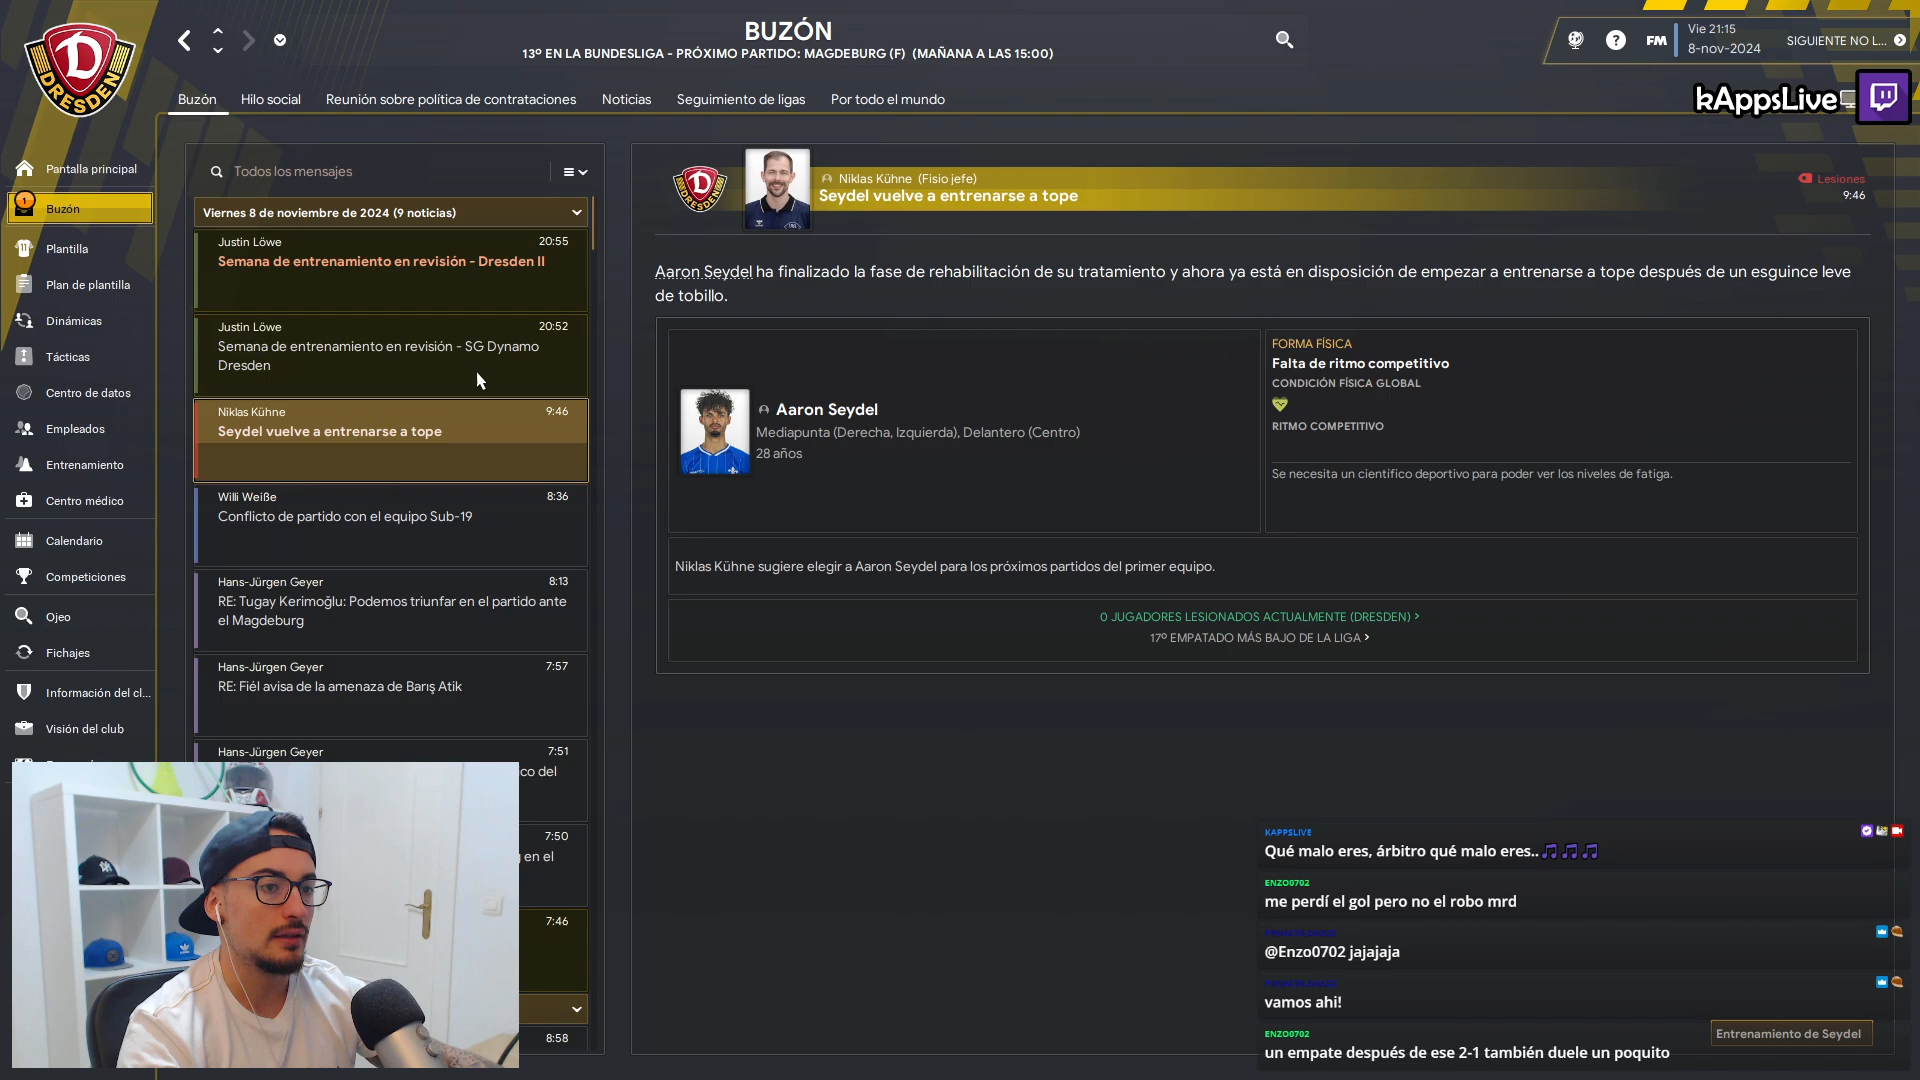 BUZÓN
13º EN LA BUNDESLIGA - PRÓXIMO PARTIDO: MAGDEBURG (F) (MAÑANA A LAS 15:00)
FM
Vie 21:15
8-nov-2024
SIGUIENTE NO L...
D
DRESDEN
Buzón
Hilo social
Reunión sobre política de contrataciones
Noticias
Seguimiento de ligas
Por todo el mundo
kAppsLive
Pantalla principal
1
Buzón
Plantilla
Plan de plantilla
Dinámicas
Tácticas
Centro de datos
Empleados
Entrenamiento
Centro médico
Calendario
Competiciones
Ojeo
Fichajes
Información del cl...
Visión del club
Todos los mensajes
Viernes 8 de noviembre de 2024 (9 noticias)
Justin Löwe 20:55
Semana de entrenamiento en revisión - Dresden II
Justin Löwe 20:52
Semana de entrenamiento en revisión - SG Dynamo
Dresden
Niklas Kühne 9:46
Seydel vuelve a entrenarse a tope
Willi Weiße 8:36
Conflicto de partido con el equipo Sub-19
Hans-Jürgen Geyer 8:13
RE: Tugay Kerimoğlu: Podemos triunfar en el partido ante
el Magdeburg
Hans-Jürgen Geyer 7:57
RE: Fiél avisa de la amenaza de Barış Atik
Hans-Jürgen Geyer 7:51
co del
7:50
en el
7:46
8:58
Niklas Kühne (Fisio jefe)
Seydel vuelve a entrenarse a tope
Lesiones
9:46
Aaron Seydel ha finalizado la fase de rehabilitación de su tratamiento y ahora ya está en disposición de empezar a entrenarse a tope después de un esguince leve
de tobillo.
Aaron Seydel
Mediapunta (Derecha, Izquierda), Delantero (Centro)
28 años
FORMA FÍSICA
Falta de ritmo competitivo
CONDICIÓN FÍSICA GLOBAL
RITMO COMPETITIVO
Se necesita un científico deportivo para poder ver los niveles de fatiga.
Niklas Kühne sugiere elegir a Aaron Seydel para los próximos partidos del primer equipo.
0 JUGADORES LESIONADOS ACTUALMENTE (DRESDEN)
17º EMPATADO MÁS BAJO DE LA LIGA
KAPPSLIVE
Qué malo eres, árbitro qué malo eres..🎵🎵🎵
ENZO0702
me perdí el gol pero no el robo mrd
@Enzo0702 jajajaja
vamos ahi!
ENZO0702
un empate después de ese 2-1 también duele un poquito
Entrenamiento de Seydel